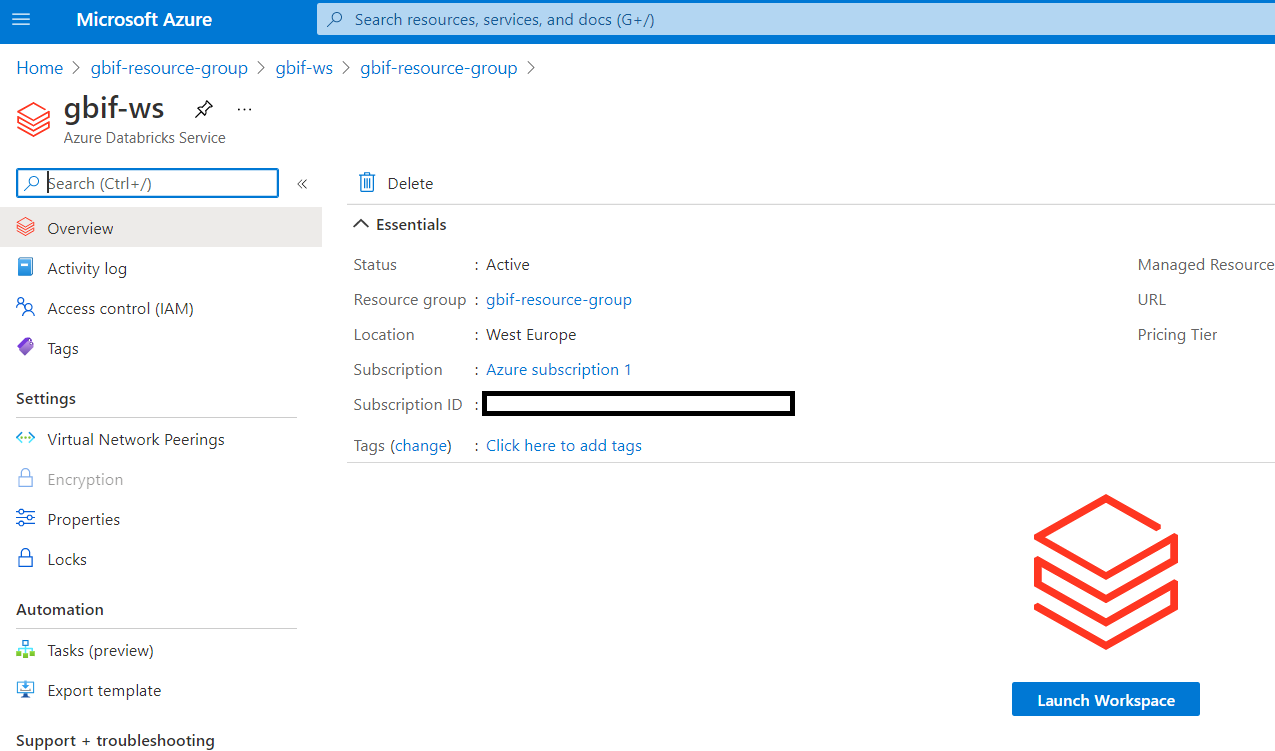 Microsoft Azure
Search resources, services, and docs (G+/)
Home > gbif-resource-group > gbif-ws > gbif-resource-group >
gbif-ws ...
Azure Databricks Service
Search (Ctrl+/) «
Overview
Activity log
Access control (IAM)
Tags
Settings
Virtual Network Peerings
Encryption
Properties
Locks
Automation
Tasks (preview)
Export template
Support + troubleshooting
Delete
Essentials
Status : Active
Resource group : gbif-resource-group
Location : West Europe
Subscription : Azure subscription 1
Subscription ID :
Tags (change) : Click here to add tags
Managed Resource
URL
Pricing Tier
Launch Workspace